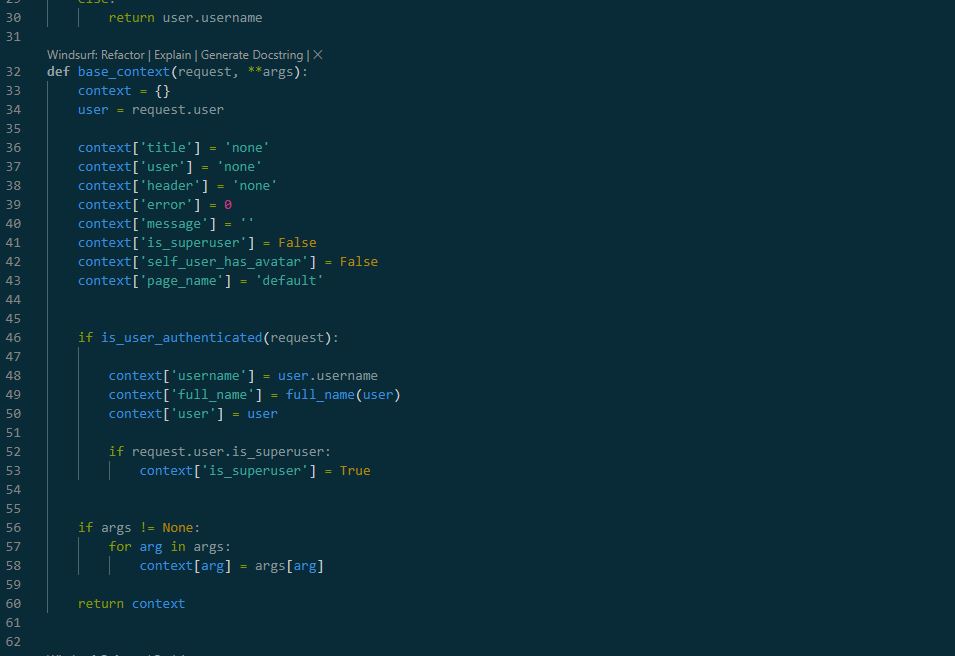 29 else:
30 return user.username
31
Windsurf: Refactor | Explain | Generate Docstring | X
32 def base_context(request, **args):
33 context = {}
34 user = request.user
35
36 context['title'] = 'none'
37 context['user'] = 'none'
38 context['header'] = 'none'
39 context['error'] = 0
40 context['message'] = ''
41 context['is_superuser'] = False
42 context['self_user_has_avatar'] = False
43 context['page_name'] = 'default'
44
45
46 if is_user_authenticated(request):
47
48 context['username'] = user.username
49 context['full_name'] = full_name(user)
50 context['user'] = user
51
52 if request.user.is_superuser:
53 context['is_superuser'] = True
54
55
56 if args != None:
57 for arg in args:
58 context[arg] = args[arg]
59
60 return context
61
62